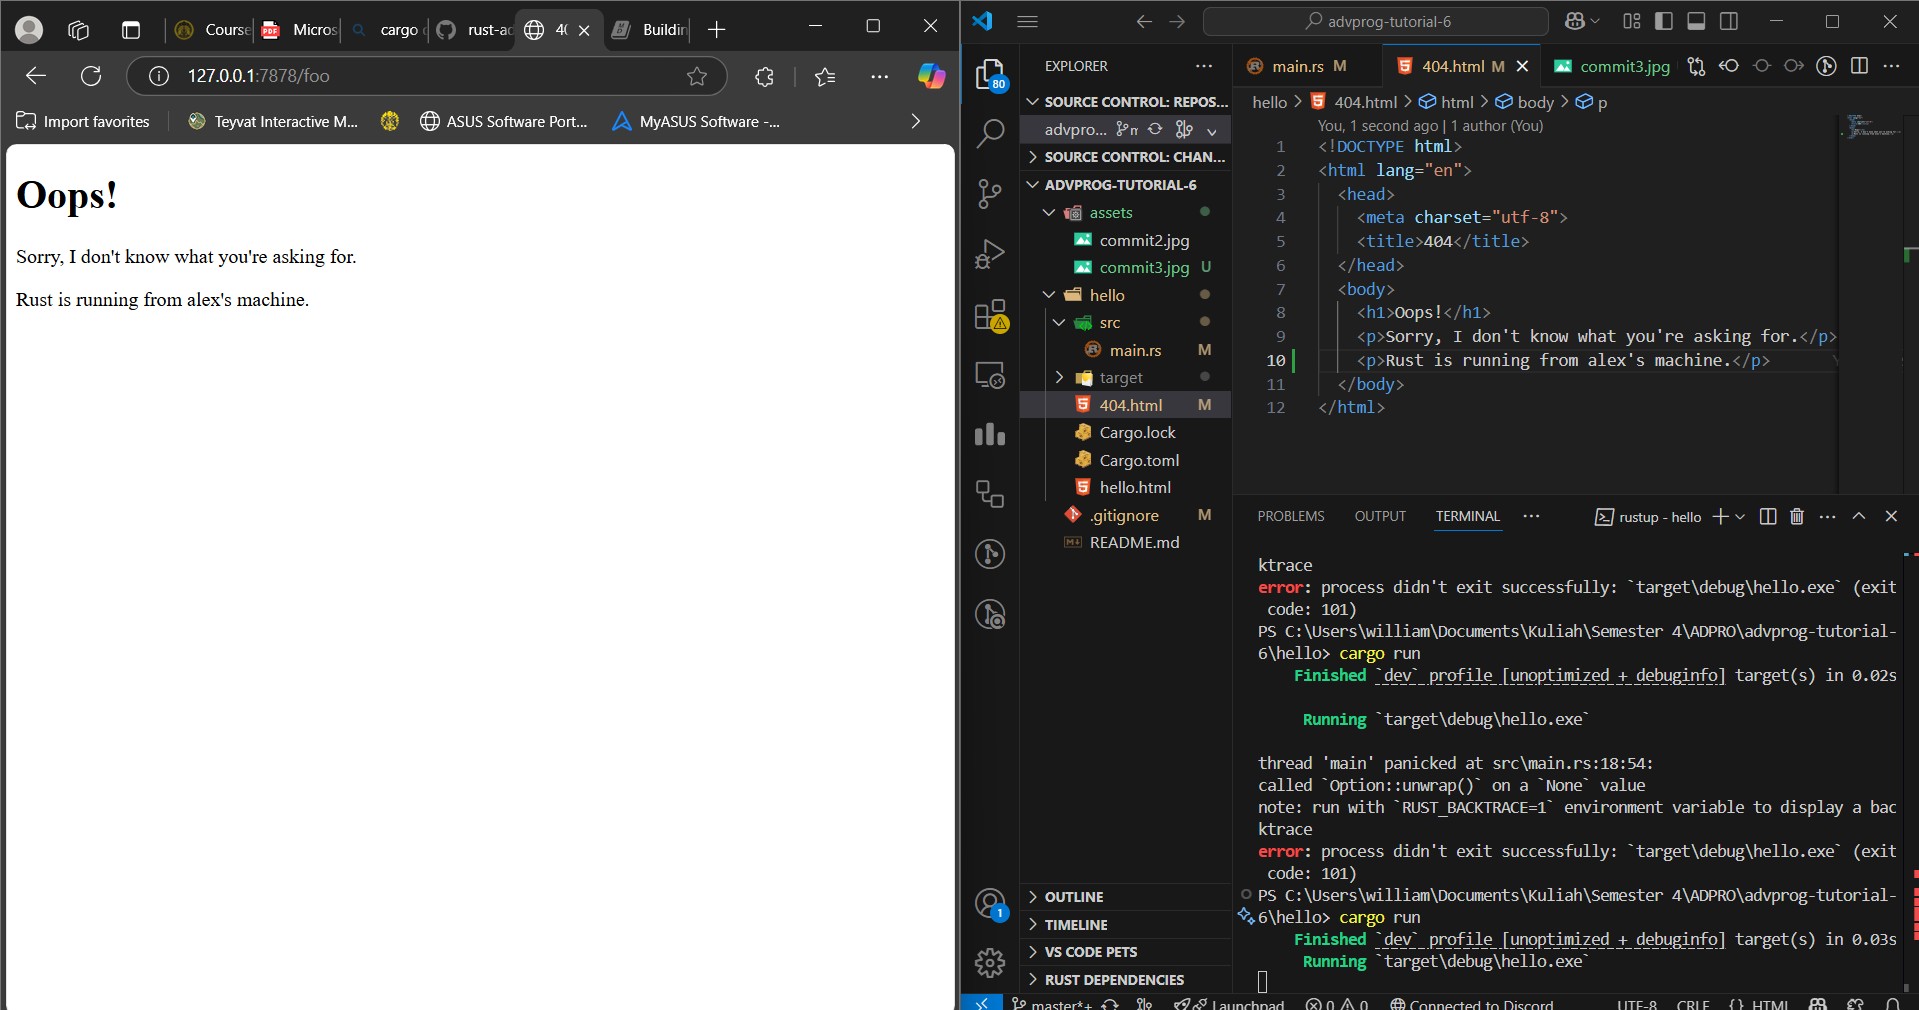 Course
Micros
cargo
rust-ad
40
Buildin
127.0.0.1:7878/foo
Import favorites
Teyvat Interactive M...
ASUS Software Port...
MyASUS Software -...
Oops!
Sorry, I don't know what you're asking for.
Rust is running from alex's machine.
advprog-tutorial-6
80
EXPLORER
SOURCE CONTROL: REPOS...
advpro...
SOURCE CONTROL: CHAN...
ADVPROG-TUTORIAL-6
assets
commit2.jpg
commit3.jpg U
hello
src
main.rs M
target
404.html M
Cargo.lock
Cargo.toml
hello.html
.gitignore M
README.md
OUTLINE
TIMELINE
VS CODE PETS
RUST DEPENDENCIES
1
main.rs M
404.html M
commit3.jpg
hello > 404.html > html > body > p
You, 1 second ago | 1 author (You)
1 <!DOCTYPE html>
2 <html lang="en">
3 <head>
4 <meta charset="utf-8">
5 <title>404</title>
6 </head>
7 <body>
8 <h1>Oops!</h1>
9 <p>Sorry, I don't know what you're asking for.</p>
10 <p>Rust is running from alex's machine.</p>
11 </body>
12 </html>
PROBLEMS OUTPUT TERMINAL
rustup - hello
ktrace
error: process didn't exit successfully: `target\debug\hello.exe` (exit
code: 101)
PS C:\Users\william\Documents\Kuliah\Semester 4\ADPRO\advprog-tutorial-
6\hello> cargo run
Finished `dev` profile [unoptimized + debuginfo] target(s) in 0.02s
Running `target\debug\hello.exe`
thread 'main' panicked at src\main.rs:18:54:
called `Option::unwrap()` on a `None` value
note: run with `RUST_BACKTRACE=1` environment variable to display a bac
ktrace
error: process didn't exit successfully: `target\debug\hello.exe` (exit
code: 101)
PS C:\Users\william\Documents\Kuliah\Semester 4\ADPRO\advprog-tutorial-
6\hello> cargo run
Finished `dev` profile [unoptimized + debuginfo] target(s) in 0.03s
Running `target\debug\hello.exe`
master*+
Launchpad
0 0
Connected to Discord
UTF-8 CRLF {} HTML